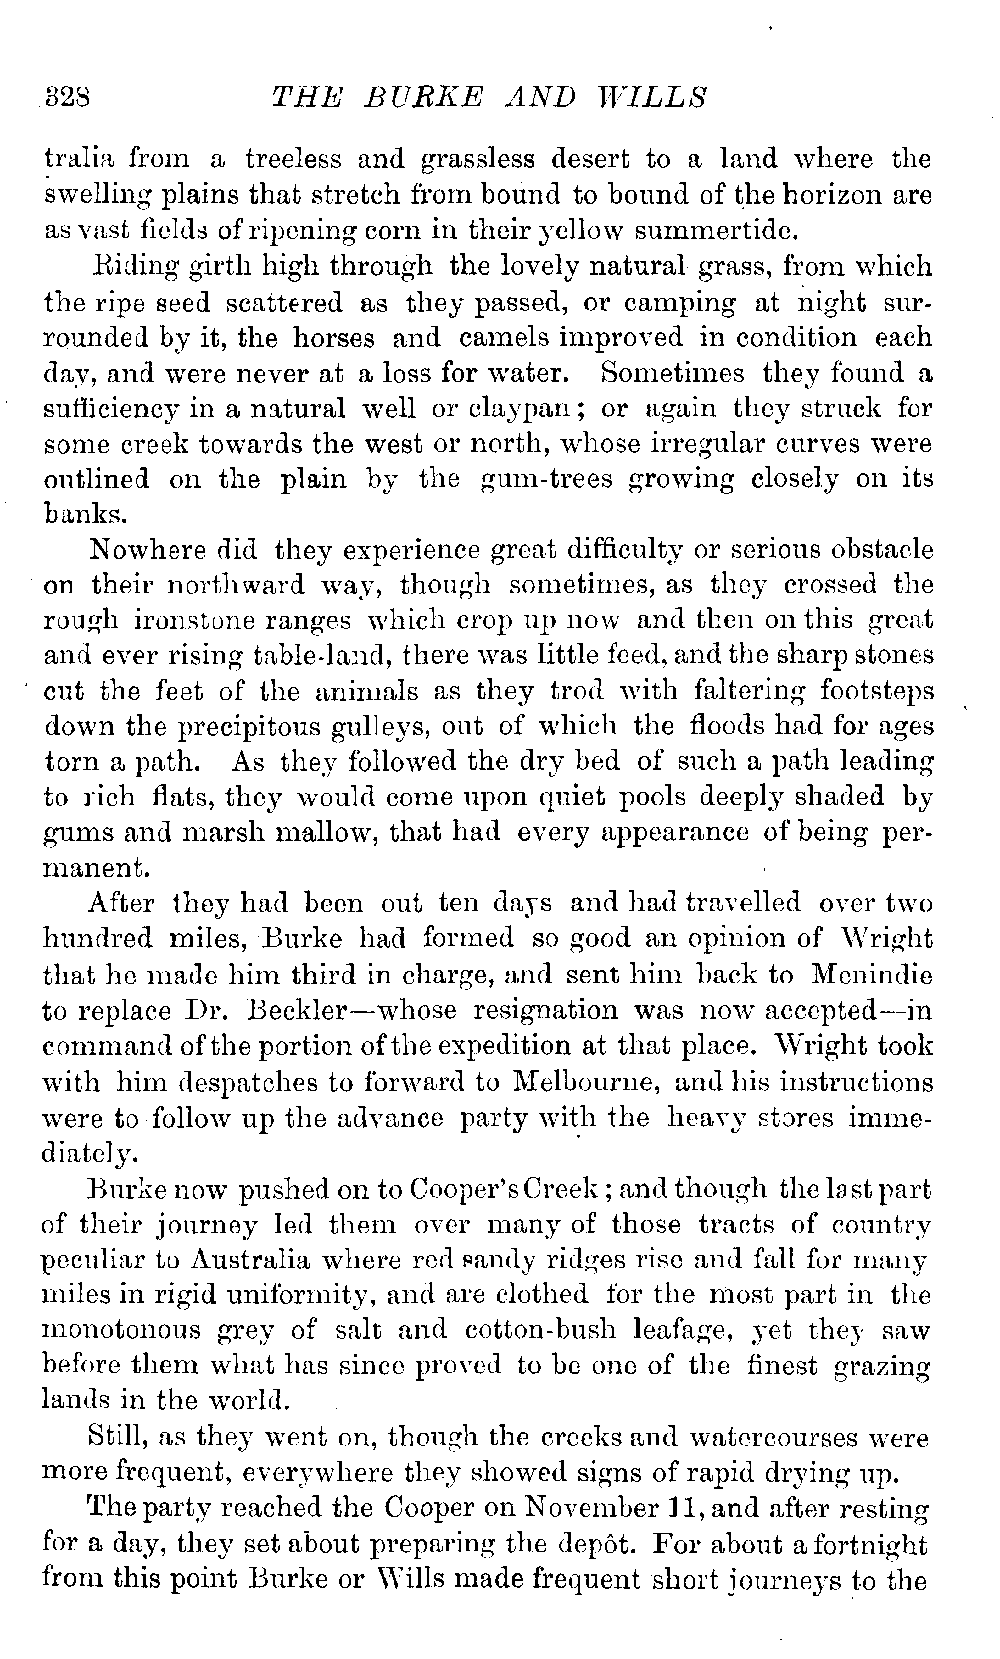 328 THE BURKE AND WILLS
tralia from a treeless and grassless desert to a land where the
swelling plains that stretch from bound to bound of the horizon are
as vast fields of ripening corn in their yellow summertide.
Riding girth high through the lovely natural grass, from which
the ripe seed scattered as they passed, or camping at night sur-
rounded by it, the horses and camels improved in condition each
day, and were never at a loss for water. Sometimes they found a
sufficiency in a natural well or claypan; or again they struck for
some creek towards the west or north, whose irregular curves were
outlined on the plain by the gum-trees growing closely on its
banks.
Nowhere did they experience great difficulty or serious obstacle
on their northward way, though sometimes, as they crossed the
rough ironstone ranges which crop up now and then on this great
and ever rising table-land, there was little feed, and the sharp stones
cut the feet of the animals as they trod with faltering footsteps
down the precipitous gulleys, out of which the floods had for ages
torn a path. As they followed the dry bed of such a path leading
to rich flats, they would come upon quiet pools deeply shaded by
gums and marsh mallow, that had every appearance of being per-
manent.
After they had been out ten days and had travelled over two
hundred miles, Burke had formed so good an opinion of Wright
that he made him third in charge, and sent him back to Menindie
to replace Dr. Beckler—whose resignation was now accepted—in
command of the portion of the expedition at that place. Wright took
with him despatches to forward to Melbourne, and his instructions
were to follow up the advance party with the heavy stores imme-
diately.
Burke now pushed on to Cooper's Creek; and though the last part
of their journey led them over many of those tracts of country
peculiar to Australia where red sandy ridges rise and fall for many
miles in rigid uniformity, and are clothed for the most part in the
monotonous grey of salt and cotton-bush leafage, yet they saw
before them what has since proved to be one of the finest grazing
lands in the world.
Still, as they went on, though the creeks and watercourses were
more frequent, everywhere they showed signs of rapid drying up.
The party reached the Cooper on November 11, and after resting
for a day, they set about preparing the depôt. For about a fortnight
from this point Burke or Wills made frequent short journeys to the